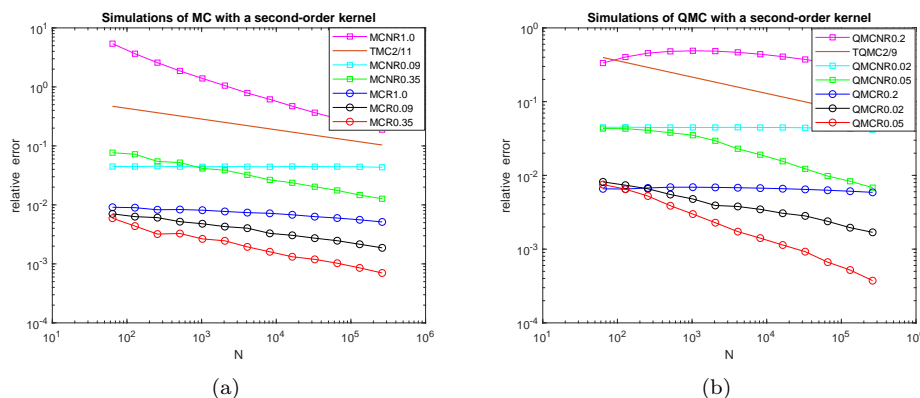 Simulations of MC with a second-order kernel
10^1
10^0
10^-1
10^-2
10^-3
10^-4
relative error
10^1 10^2 10^3 10^4 10^5 10^6
N
MCNR1.0
TMC2/11
MCNR0.09
MCNR0.35
MCR1.0
MCR0.09
MCR0.35
(a)
Simulations of QMC with a second-order kernel
10^0
10^-1
10^-2
10^-3
10^-4
relative error
10^1 10^2 10^3 10^4 10^5 10^6
N
QMCNR0.2
TQMC2/9
QMCNR0.02
QMCNR0.05
QMCR0.2
QMCR0.02
QMCR0.05
(b)